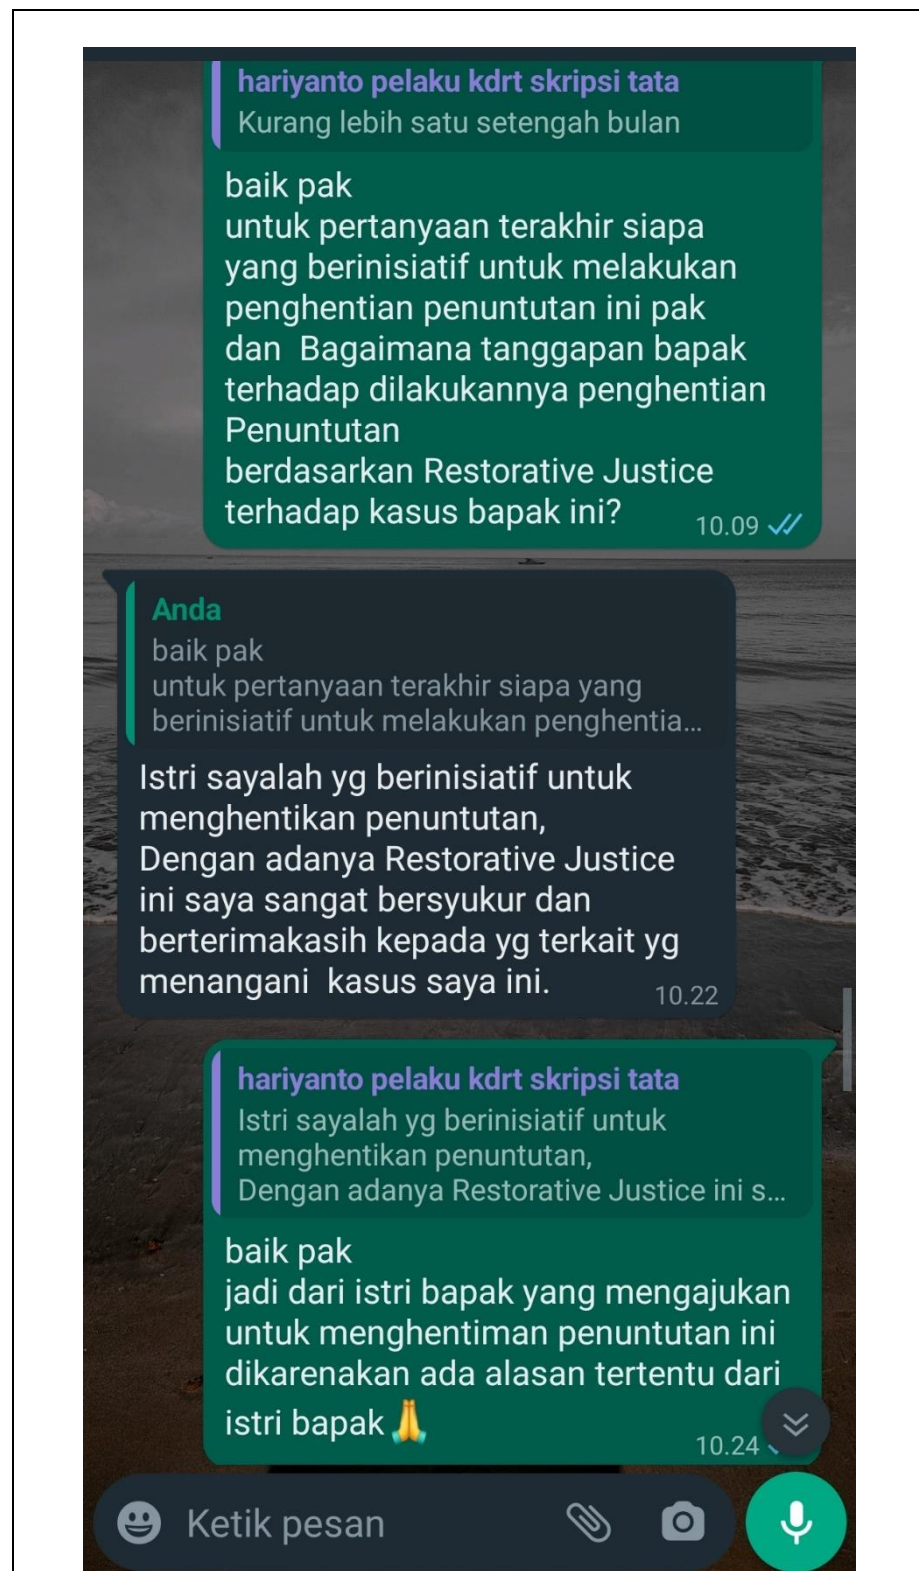 hariyanto pelaku kdrt skripsi tata
Kurang lebih satu setengah bulan
baik pak
untuk pertanyaan terakhir siapa
yang berinisiatif untuk melakukan
penghentian penuntutan ini pak
dan  Bagaimana tanggapan bapak
terhadap dilakukannya penghentian
Penuntutan
berdasarkan Restorative Justice
terhadap kasus bapak ini?
10.09
Anda
baik pak
untuk pertanyaan terakhir siapa yang
berinisiatif untuk melakukan penghentia...
Istri sayalah yg berinisiatif untuk
menghentikan penuntutan,
Dengan adanya Restorative Justice
ini saya sangat bersyukur dan
berterimakasih kepada yg terkait yg
menangani  kasus saya ini.
10.22
hariyanto pelaku kdrt skripsi tata
Istri sayalah yg berinisiatif untuk
menghentikan penuntutan,
Dengan adanya Restorative Justice ini s...
baik pak
jadi dari istri bapak yang mengajukan
untuk menghentiman penuntutan ini
dikarenakan ada alasan tertentu dari
istri bapak 🙏
10.24
Ketik pesan